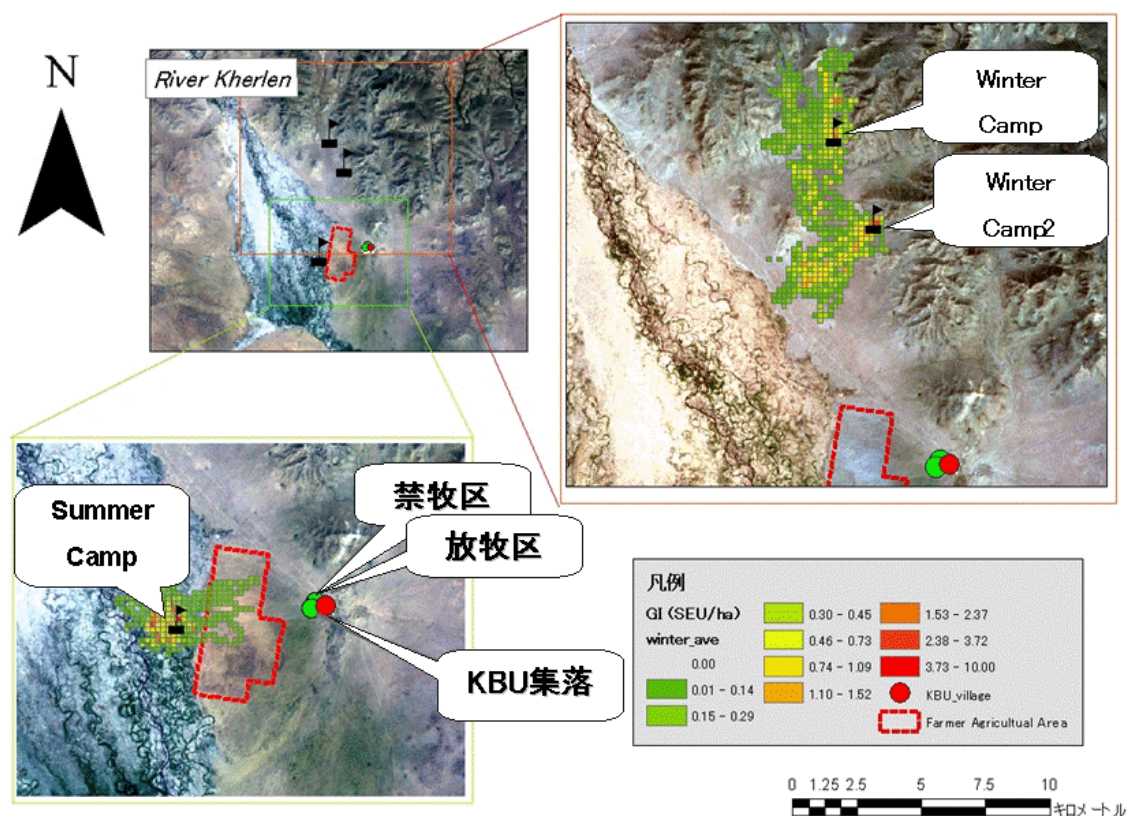 N
River Kherlen
Winter
Camp
Winter
Camp2
Summer
Camp
禁牧区
放牧区
KBU集落
凡例
GI (SEU/ha)
winter_ave
0.00
0.01 - 0.14
0.15 - 0.29
0.30 - 0.45
0.46 - 0.73
0.74 - 1.09
1.10 - 1.52
1.53 - 2.37
2.38 - 3.72
3.73 - 10.00
KBU_village
Farmer Agricultual Area
0 1.25 2.5 5 7.5 10
キロメートル